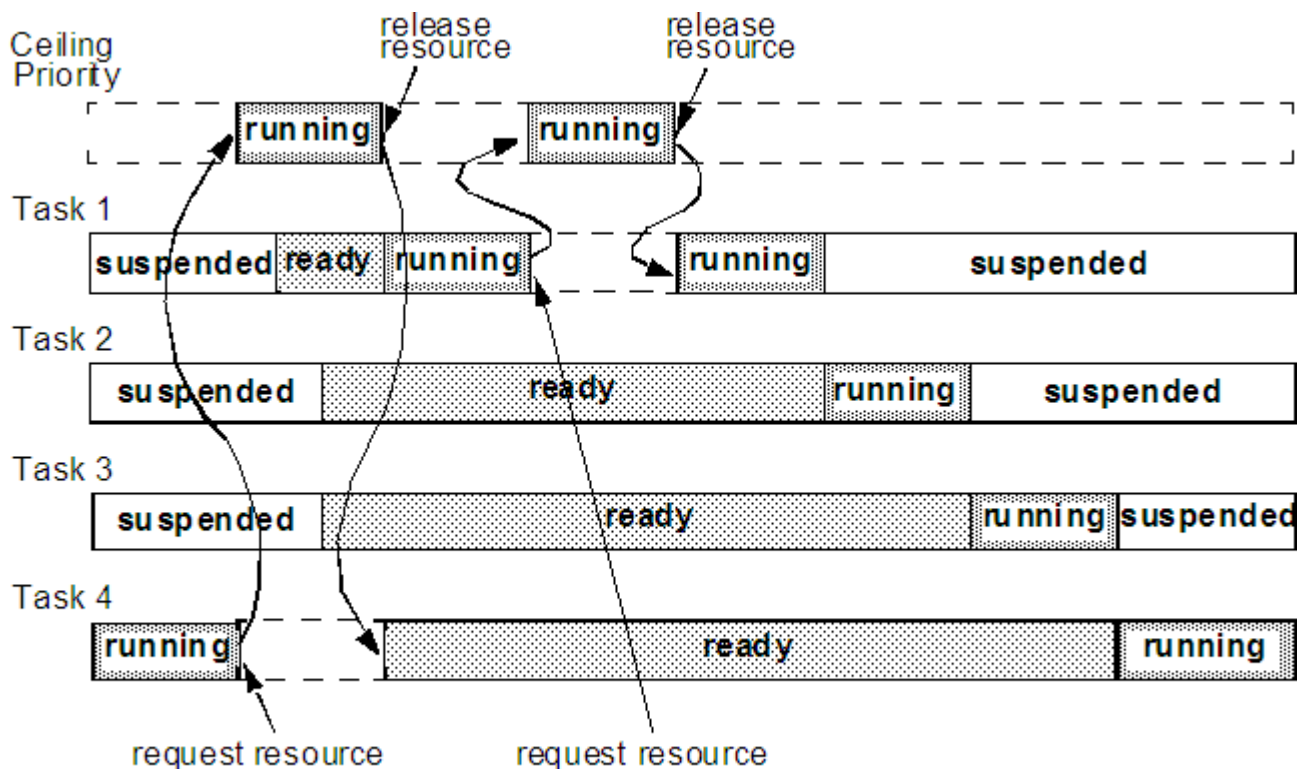 release
resource
release
resource
Ceiling
Priority
running
running
Task 1
suspended
ready
running
running
suspended
Task 2
suspended
ready
running
suspended
Task 3
suspended
ready
running
suspended
Task 4
running
ready
running
request resource
request resource